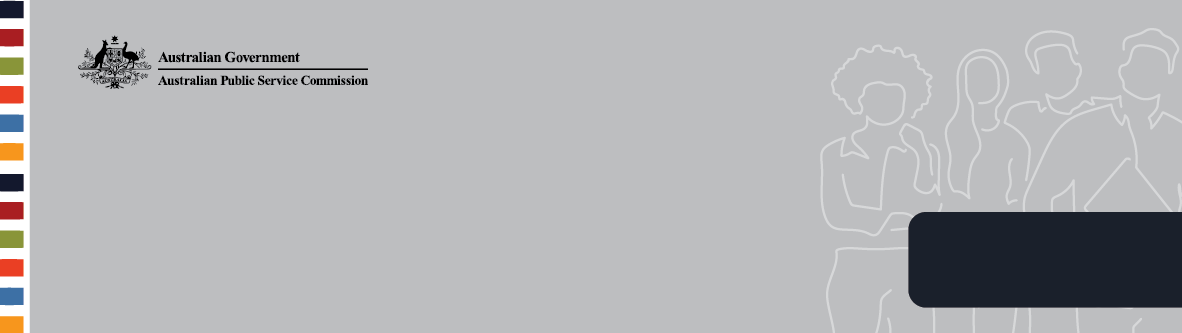 Australian Government
Australian Public Service Commission